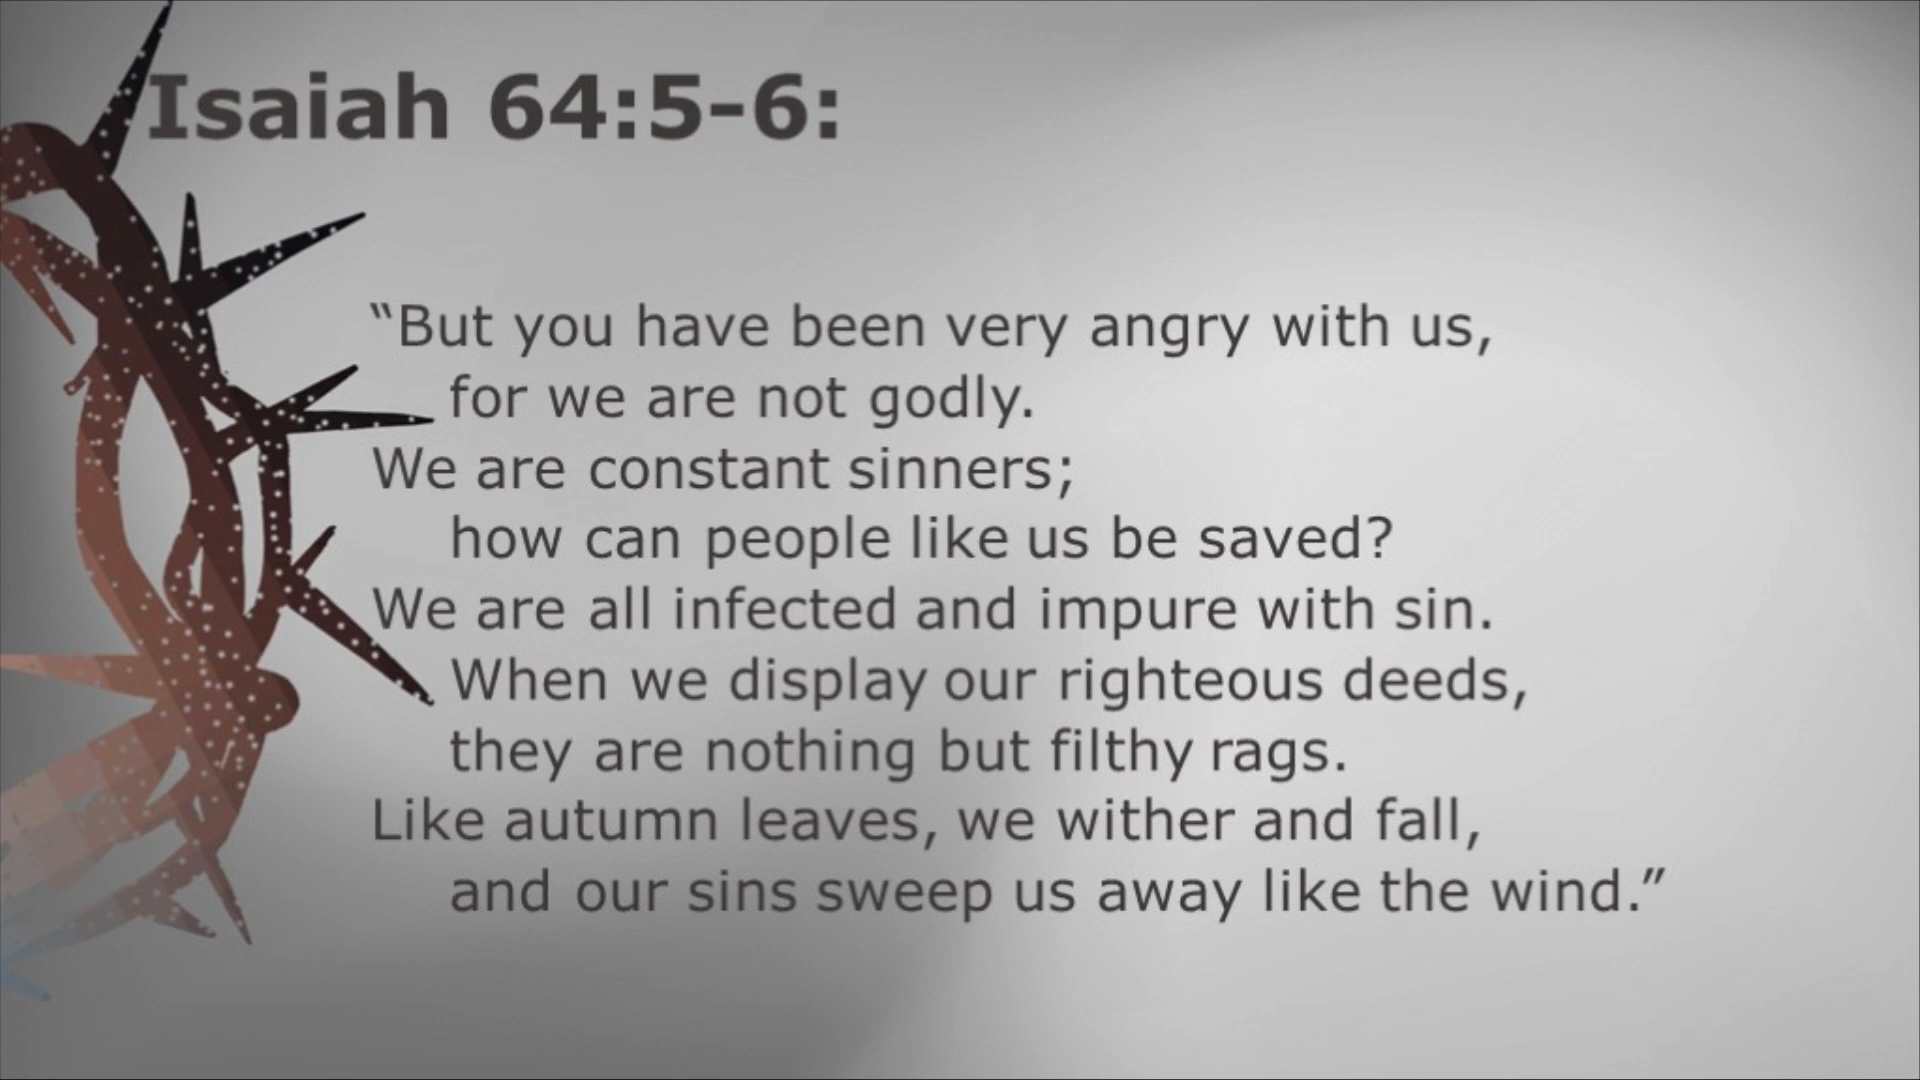 Isaiah 64:5-6:
“But you have been very angry with us,
for we are not godly.
We are constant sinners;
how can people like us be saved?
We are all infected and impure with sin.
When we display our righteous deeds,
they are nothing but filthy rags.
Like autumn leaves, we wither and fall,
and our sins sweep us away like the wind.”